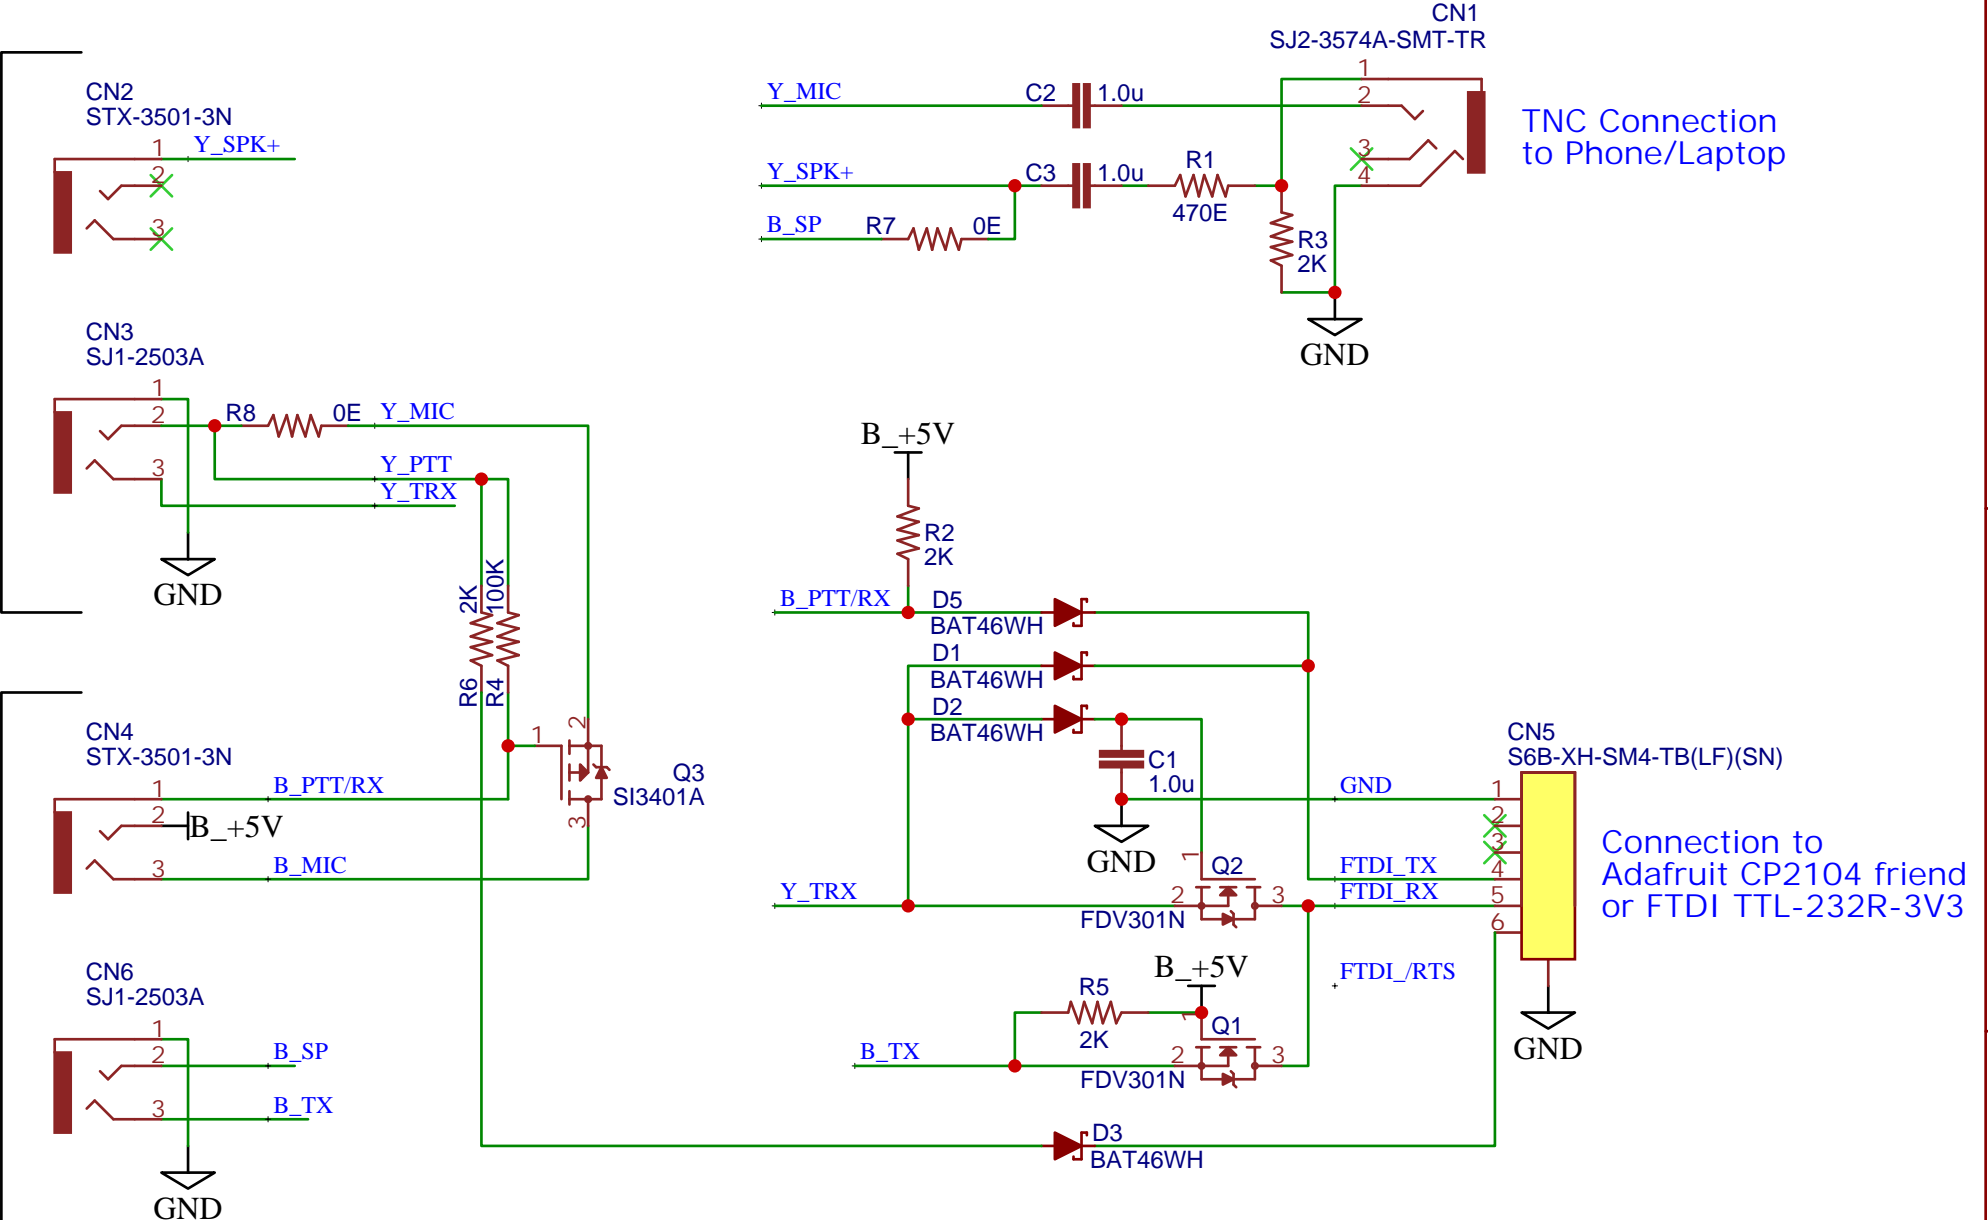 CN1
SJ2-3574A-SMT-TR
1
2
3
4
TNC Connection
to Phone/Laptop
Y_MIC
C2
1.0u
Y_SPK+
C3
1.0u
R1
470E
B_SP
R7
0E
R3
2K
GND
CN2
STX-3501-3N
1
Y_SPK+
2
3
CN3
SJ1-2503A
1
2
R8
0E
Y_MIC
3
Y_PTT
Y_TRX
GND
2K
100K
R6
R4
CN4
STX-3501-3N
1
B_PTT/RX
2
B_+5V
3
B_MIC
1
2
3
Q3
SI3401A
CN6
SJ1-2503A
1
2
B_SP
3
B_TX
GND
B_+5V
R2
2K
B_PTT/RX
D5
BAT46WH
D1
BAT46WH
D2
BAT46WH
C1
1.0u
GND
Y_TRX
1
Q2
2
3
FDV301N
B_+5V
R5
2K
1
Q1
B_TX
2
3
FDV301N
D3
BAT46WH
CN5
S6B-XH-SM4-TB(LF)(SN)
GND
1
2
3
FTDI_TX
4
FTDI_RX
5
6
FTDI_/RTS
GND
Connection to
Adafruit CP2104 friend
or FTDI TTL-232R-3V3